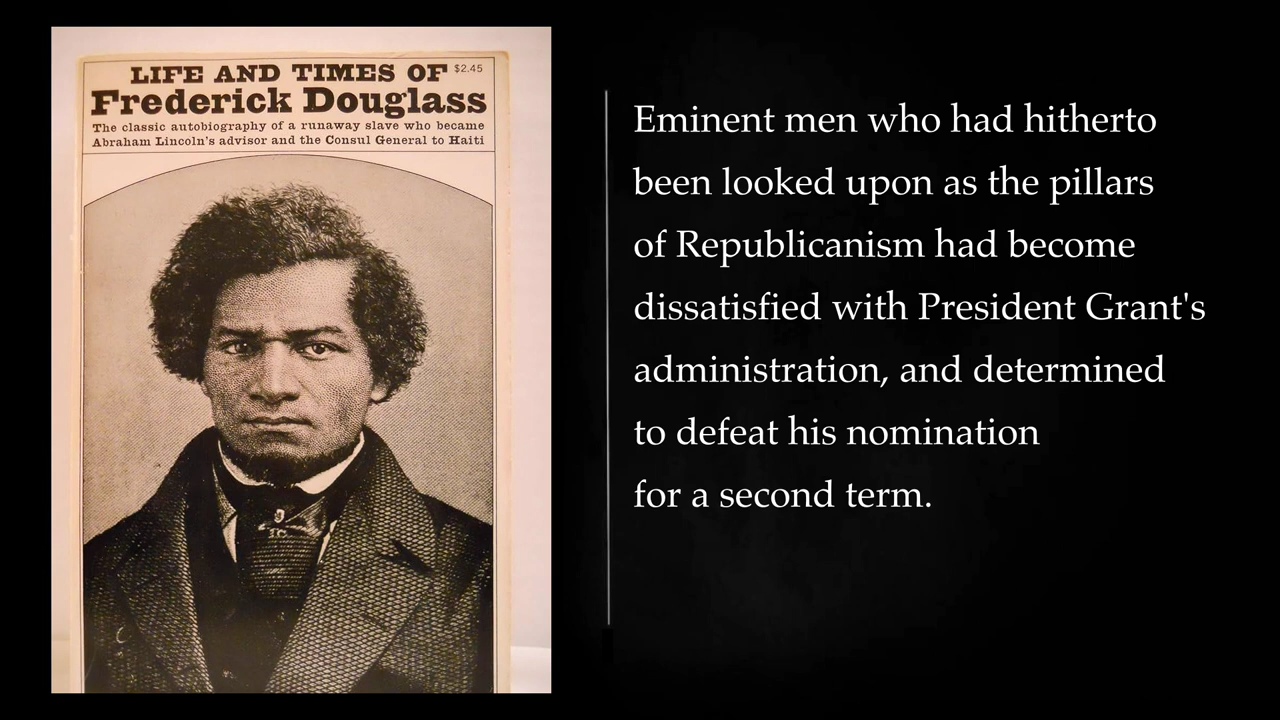 LIFE AND TIMES OF $2.45
Frederick Douglass
The classic autobiography of a runaway slave who became
Abraham Lincoln's advisor and the Consul General to Haiti
Eminent men who had hitherto
been looked upon as the pillars
of Republicanism had become
dissatisfied with President Grant's
administration, and determined
to defeat his nomination
for a second term.